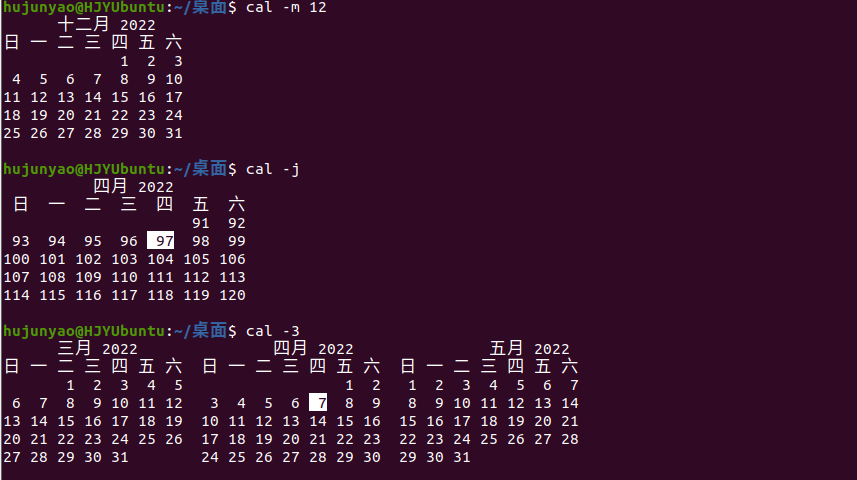 hujunyao@HJYUbuntu:~/桌面$ cal -m 12
      十二月 2022
日 一 二 三 四 五 六
             1  2  3
 4  5  6  7  8  9 10
11 12 13 14 15 16 17
18 19 20 21 22 23 24
25 26 27 28 29 30 31
hujunyao@HJYUbuntu:~/桌面$ cal -j
          四月 2022
 日  一  二  三  四  五  六
                     91  92
 93  94  95  96  97  98  99
100 101 102 103 104 105 106
107 108 109 110 111 112 113
114 115 116 117 118 119 120
hujunyao@HJYUbuntu:~/桌面$ cal -3
      三月 2022               四月 2022               五月 2022
日 一 二 三 四 五 六  日 一 二 三 四 五 六  日 一 二 三 四 五 六
       1  2  3  4  5                  1  2   1  2  3  4  5  6  7
 6  7  8  9 10 11 12   3  4  5  6  7  8  9   8  9 10 11 12 13 14
13 14 15 16 17 18 19  10 11 12 13 14 15 16  15 16 17 18 19 20 21
20 21 22 23 24 25 26  17 18 19 20 21 22 23  22 23 24 25 26 27 28
27 28 29 30 31        24 25 26 27 28 29 30  29 30 31